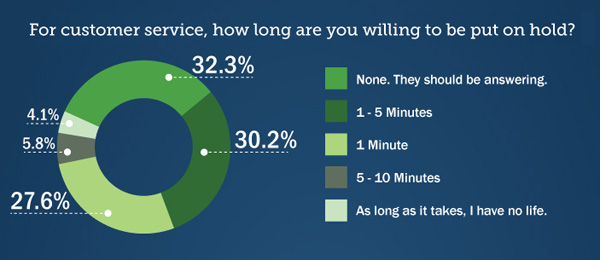 For customer service, how long are you willing to be put on hold?
32.3%
30.2%
27.6%
5.8%
4.1%
None. They should be answering.
1 - 5 Minutes
1 Minute
5 - 10 Minutes
As long as it takes, I have no life.